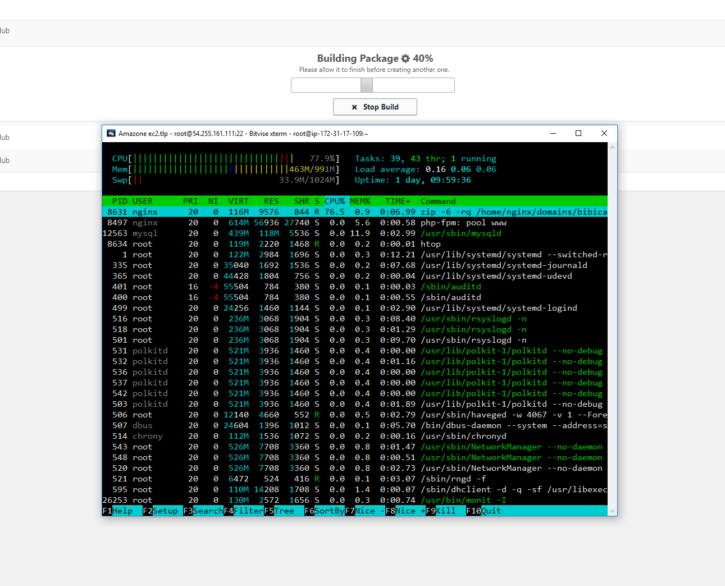 lub
Building Package 40%
Please allow it to finish before creating another one.
× Stop Build
lub
lub
Amazone ec2.tlp - root@54.255.161.111:22 - Bitvise xterm - root@ip-172-31-17-109:~
CPU[ 77.9%] Tasks: 39, 43 thr; 1 running
Mem[ 463M/991M] Load average: 0.16 0.06 0.06
Swp[ 33.9M/1024M] Uptime: 1 day, 09:59:36
PID USER PRI NI VIRT RES SHR S CPU% MEM% TIME+ Command
8631 nginx 20 0 116M 9576 844 R 76.5 0.9 0:06.99 zip -6 -rq /home/nginx/domains/bibica
8497 nginx 20 0 614M 56936 27740 S 0.0 5.6 0:00.58 php-fpm: pool www
12563 mysql 20 0 439M 118M 5536 S 0.0 11.9 0:02.99 /usr/sbin/mysqld
8634 root 20 0 119M 2220 1468 R 0.0 0.2 0:00.01 htop
1 root 20 0 122M 2984 1696 S 0.0 0.3 0:12.21 /usr/lib/systemd/systemd --switched-r
335 root 20 0 35040 1692 1536 S 0.0 0.2 0:07.68 /usr/lib/systemd/systemd-journald
365 root 20 0 44428 1804 756 S 0.0 0.2 0:00.04 /usr/lib/systemd/systemd-udevd
401 root 16 -4 55504 784 380 S 0.0 0.1 0:00.03 /sbin/auditd
400 root 16 -4 55504 784 380 S 0.0 0.1 0:00.55 /sbin/auditd
499 root 20 0 24256 1460 1144 S 0.0 0.1 0:02.90 /usr/lib/systemd/systemd-logind
516 root 20 0 236M 3068 1904 S 0.0 0.3 0:08.40 /usr/sbin/rsyslogd -n
518 root 20 0 236M 3068 1904 S 0.0 0.3 0:01.29 /usr/sbin/rsyslogd -n
501 root 20 0 236M 3068 1904 S 0.0 0.3 0:09.70 /usr/sbin/rsyslogd -n
531 polkitd 20 0 521M 3936 1460 S 0.0 0.4 0:00.00 /usr/lib/polkit-1/polkitd --no-debug
532 polkitd 20 0 521M 3936 1460 S 0.0 0.4 0:01.16 /usr/lib/polkit-1/polkitd --no-debug
536 polkitd 20 0 521M 3936 1460 S 0.0 0.4 0:00.00 /usr/lib/polkit-1/polkitd --no-debug
537 polkitd 20 0 521M 3936 1460 S 0.0 0.4 0:00.00 /usr/lib/polkit-1/polkitd --no-debug
542 polkitd 20 0 521M 3936 1460 S 0.0 0.4 0:00.00 /usr/lib/polkit-1/polkitd --no-debug
503 polkitd 20 0 521M 3936 1460 S 0.0 0.4 0:01.89 /usr/lib/polkit-1/polkitd --no-debug
506 root 20 0 12140 4660 552 R 0.0 0.5 0:02.79 /usr/sbin/haveged -w 4067 -v 1 --Fore
507 dbus 20 0 24604 1396 1012 S 0.0 0.1 0:05.70 /bin/dbus-daemon --system --address=s
514 chrony 20 0 112M 1536 1072 S 0.0 0.2 0:00.16 /usr/sbin/chronyd
543 root 20 0 526M 7708 3360 S 0.0 0.8 0:01.47 /usr/sbin/NetworkManager --no-daemon
548 root 20 0 526M 7708 3360 S 0.0 0.8 0:00.51 /usr/sbin/NetworkManager --no-daemon
520 root 20 0 526M 7708 3360 S 0.0 0.8 0:02.73 /usr/sbin/NetworkManager --no-daemon
521 root 20 0 6472 524 416 R 0.0 0.1 0:03.07 /sbin/rngd -f
595 root 20 0 110M 14208 1708 S 0.0 1.4 0:00.07 /sbin/dhclient -d -q -sf /usr/libexec
26253 root 20 0 130M 2572 1656 S 0.0 0.3 0:00.74 /usr/bin/monit -I
F1Help F2Setup F3SearchF4FilterF5Tree F6SortByF7Nice -F8Nice +F9Kill F10Quit